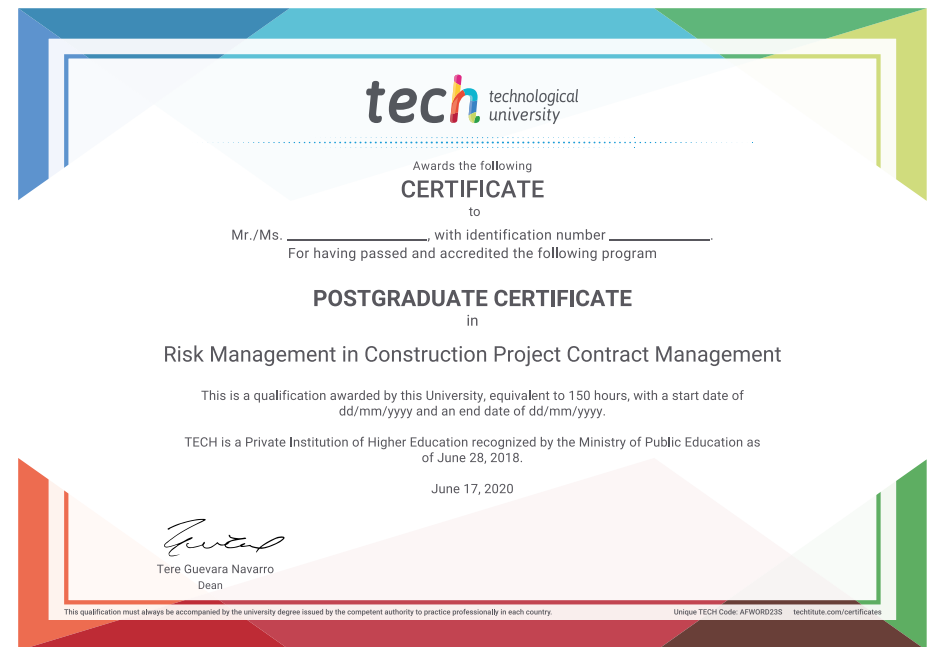 tech technological
university
Awards the following
CERTIFICATE
to
Mr./Ms. ____________________, with identification number ______________.
For having passed and accredited the following program
POSTGRADUATE CERTIFICATE
in
Risk Management in Construction Project Contract Management
This is a qualification awarded by this University, equivalent to 150 hours, with a start date of
dd/mm/yyyy and an end date of dd/mm/yyyy.
TECH is a Private Institution of Higher Education recognized by the Ministry of Public Education as
of June 28, 2018.
June 17, 2020
Tere Guevara Navarro
Dean
This qualification must always be accompanied by the university degree issued by the competent authority to practice professionally in each country.
Unique TECH Code: AFWORD23S techtitute.com/certificates